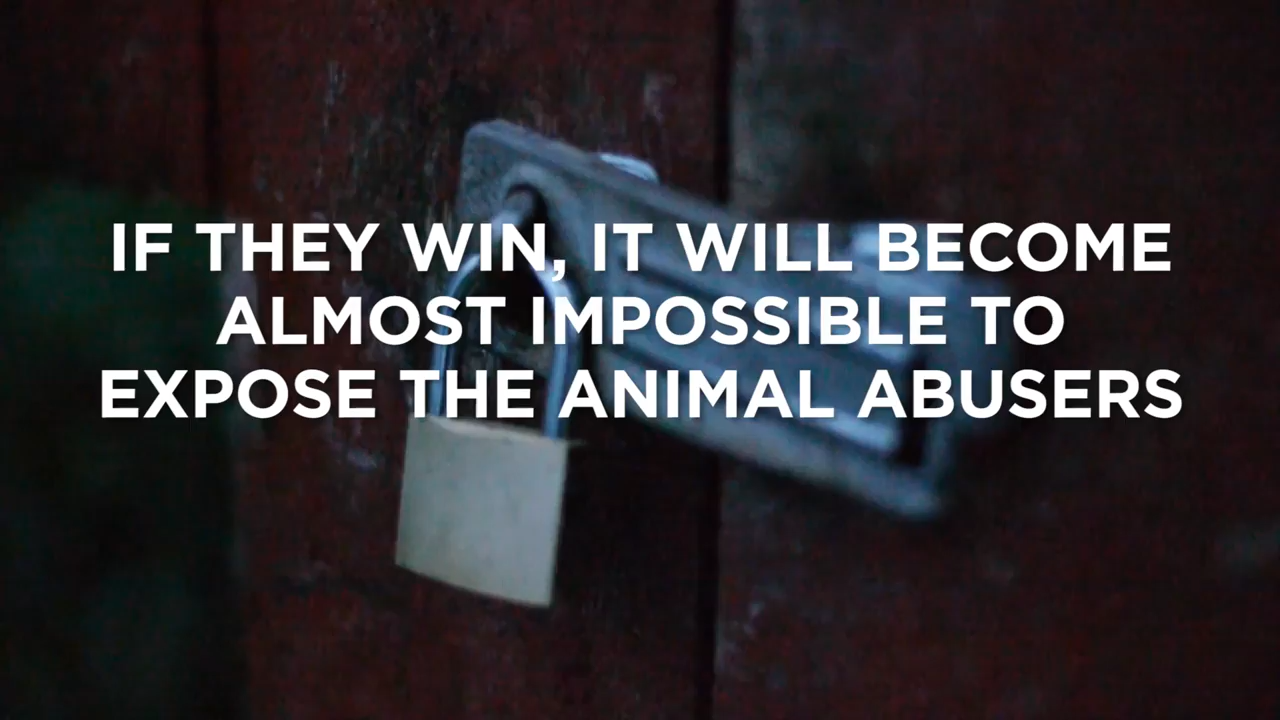 IF THEY WIN, IT WILL BECOME
ALMOST IMPOSSIBLE TO
EXPOSE THE ANIMAL ABUSERS